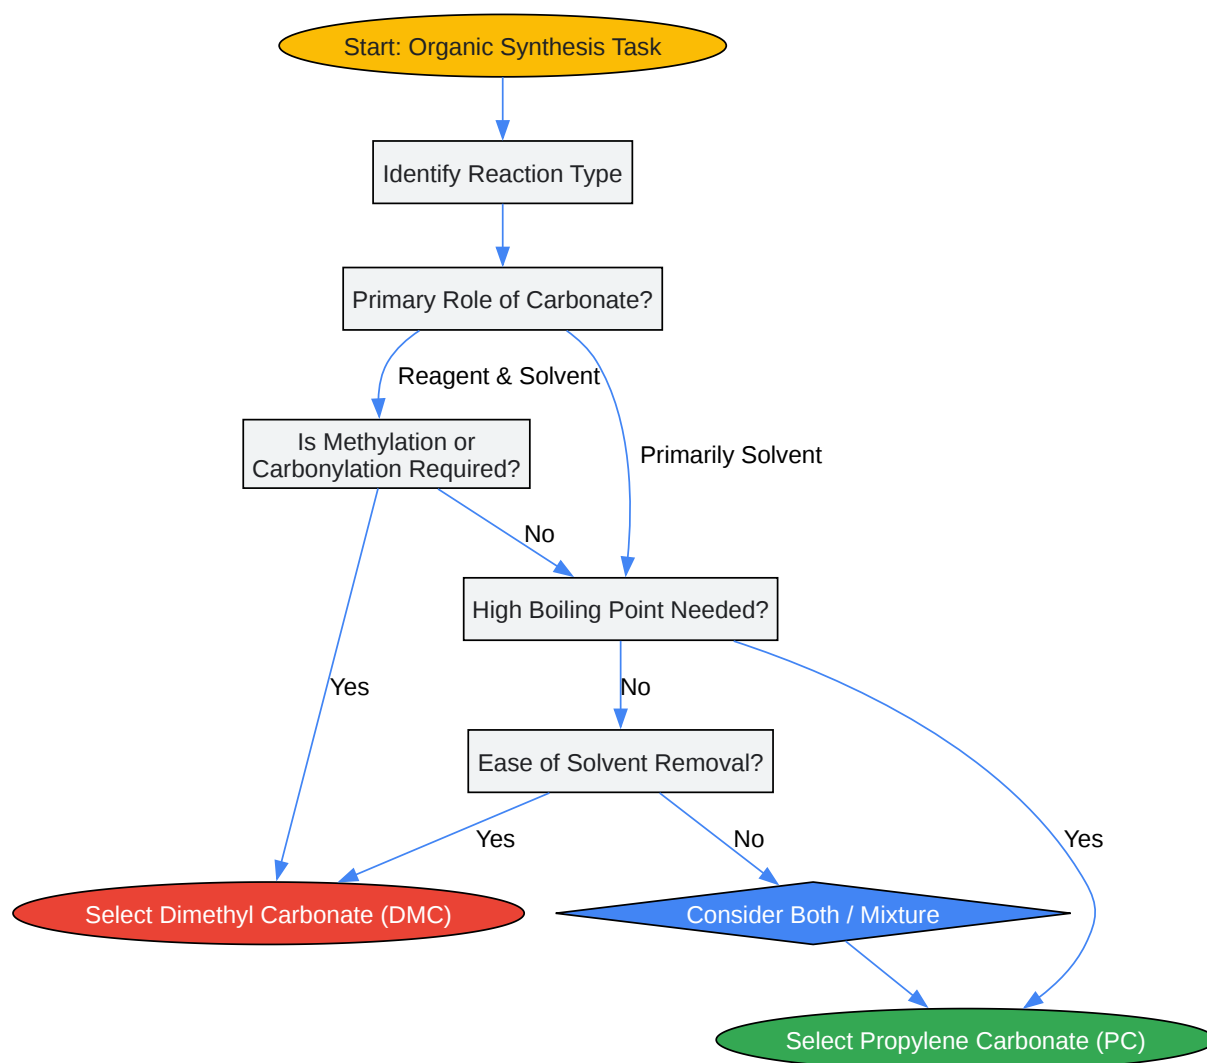 Start: Organic Synthesis Task
Identify Reaction Type
Primary Role of Carbonate?
Reagent & Solvent
Is Methylation or
Carbonylation Required?
Primarily Solvent
No
High Boiling Point Needed?
Yes
No
Ease of Solvent Removal?
Yes
No
Yes
Select Dimethyl Carbonate (DMC)
Consider Both / Mixture
Select Propylene Carbonate (PC)